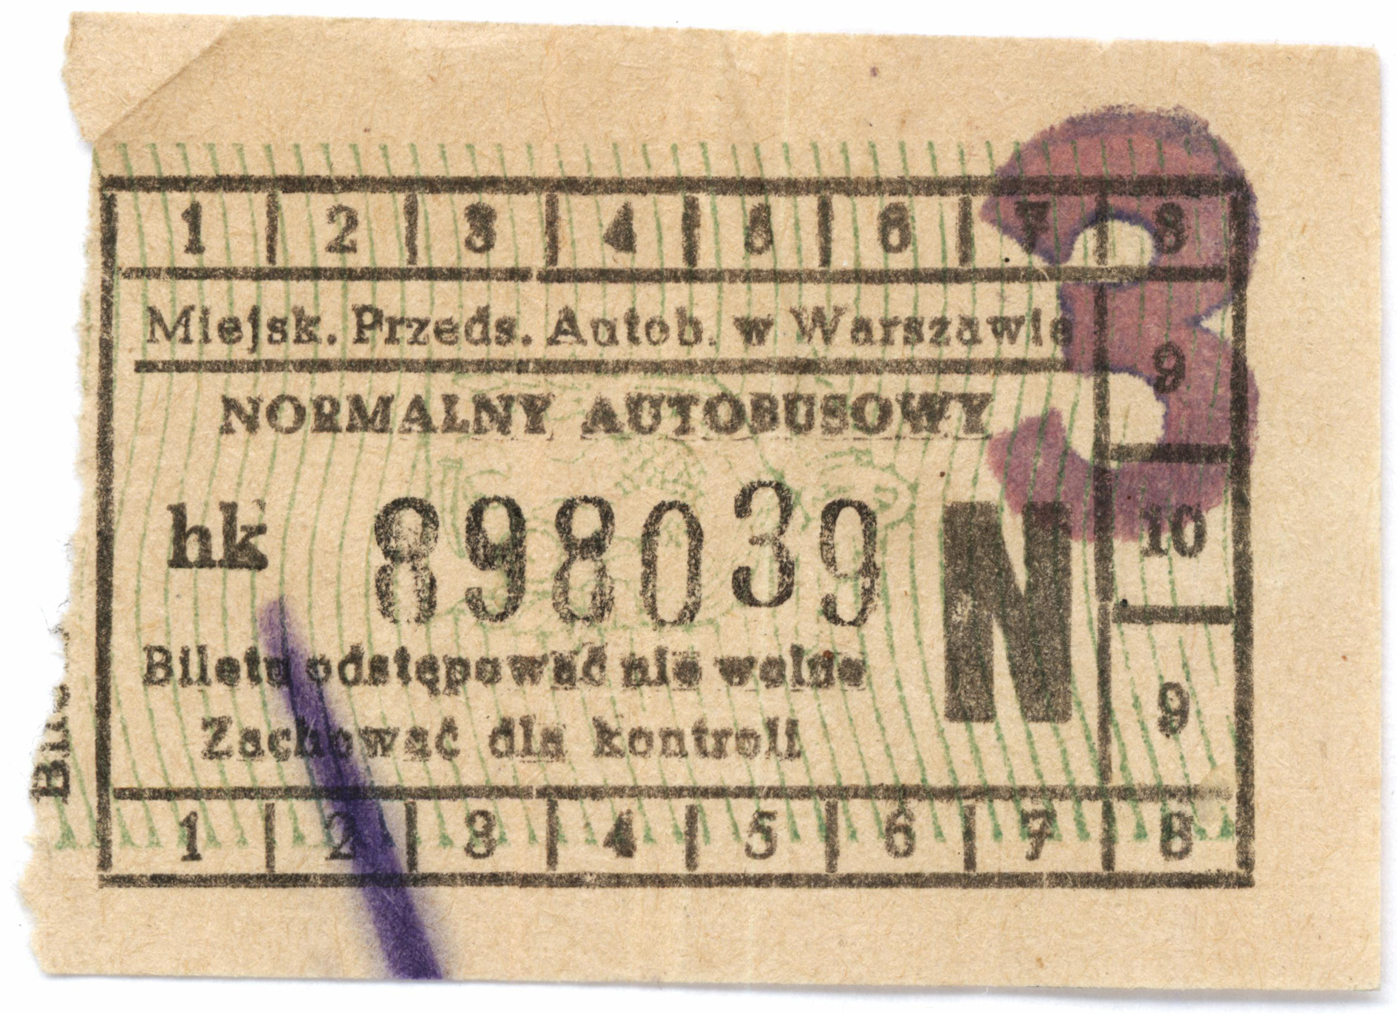 1 2 3 4 5 6 7 8
Miejsk. Przeds. Autob. w Warszawie
9
NORMALNY AUTOBUSOWY
3
hk 898039 N
10
Biletu odstępować nie wolno
9
Zachować dla kontroli
1 2 3 4 5 6 7 8